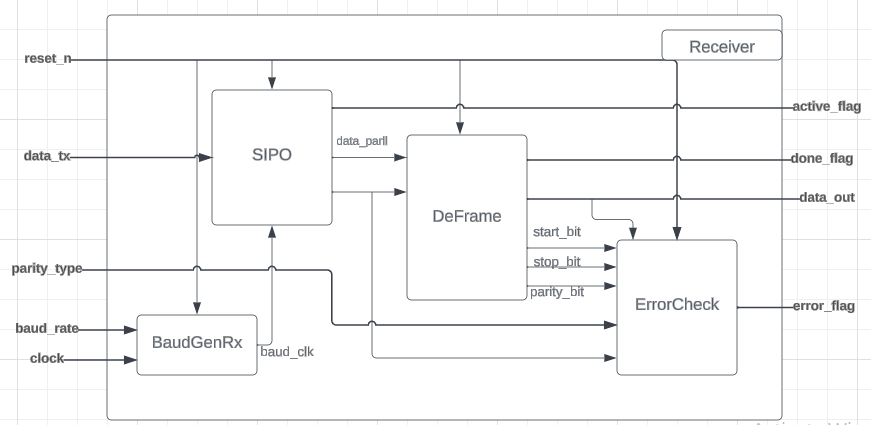 Receiver
reset_n
active_flag
SIPO
data_parll
data_tx
done_flag
data_out
DeFrame
start_bit
stop_bit
parity_bit
parity_type
ErrorCheck
error_flag
baud_rate
BaudGenRx
baud_clk
clock